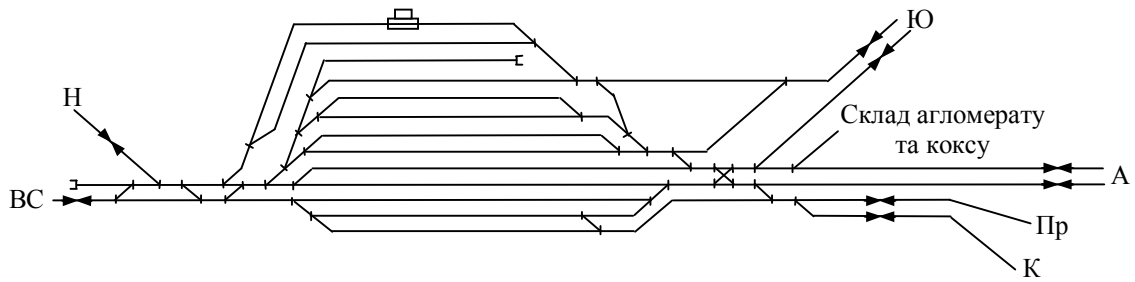 Ю
Н
Склад агломерату
та коксу
А
ВС
Пр
К